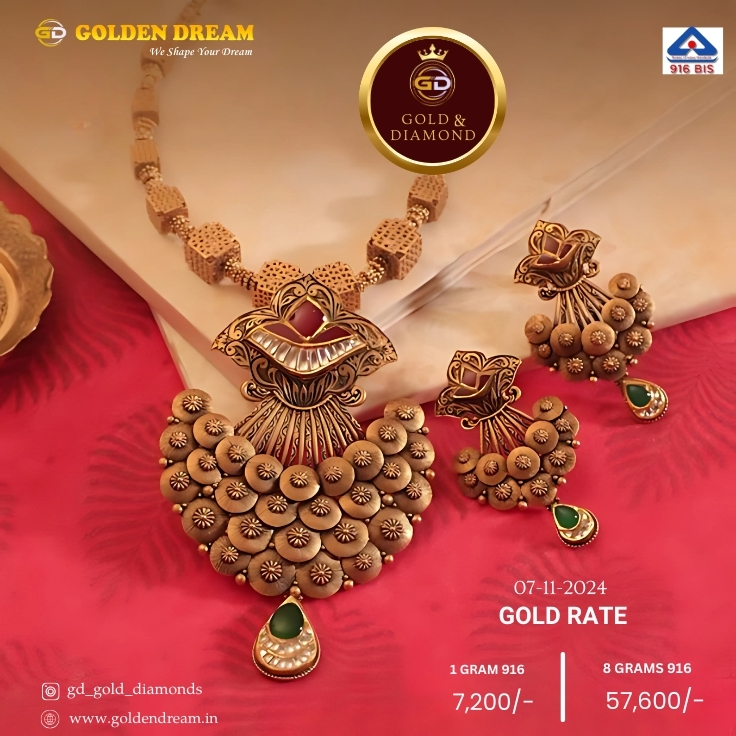 GD GOLDEN DREAM
We Shape Your Dream
GD
GOLD &
DIAMOND
916 BIS
07-11-2024
GOLD RATE
1 GRAM 916
7,200/-
8 GRAMS 916
57,600/-
gd_gold_diamonds
www.goldendream.in